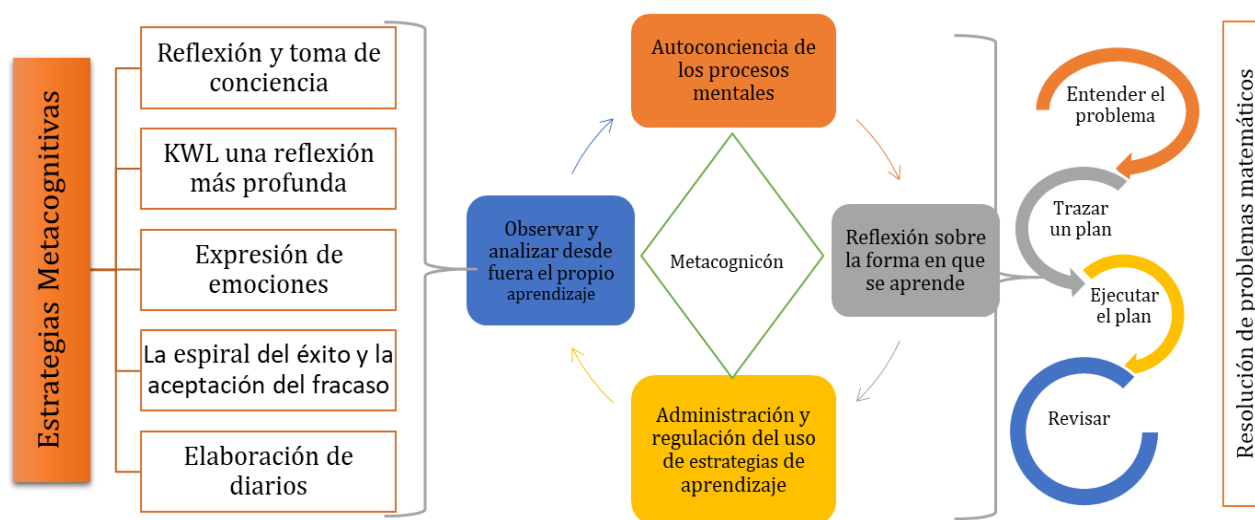 Estrategias Metacognitivas
Reflexión y toma de
conciencia
KWL una reflexión
más profunda
Expresión de
emociones
La espiral del éxito y la
aceptación del fracaso
Elaboración de
diarios
Autoconciencia de
los procesos
mentales
Observar y
analizar desde
fuera el propio
aprendizaje
Metacognicón
Reflexión sobre
la forma en que
se aprende
Administración y
regulación del uso
de estrategias de
aprendizaje
Entender el
problema
Trazar
un plan
Ejecutar
el plan
Revisar
Resolución de problemas matemáticos